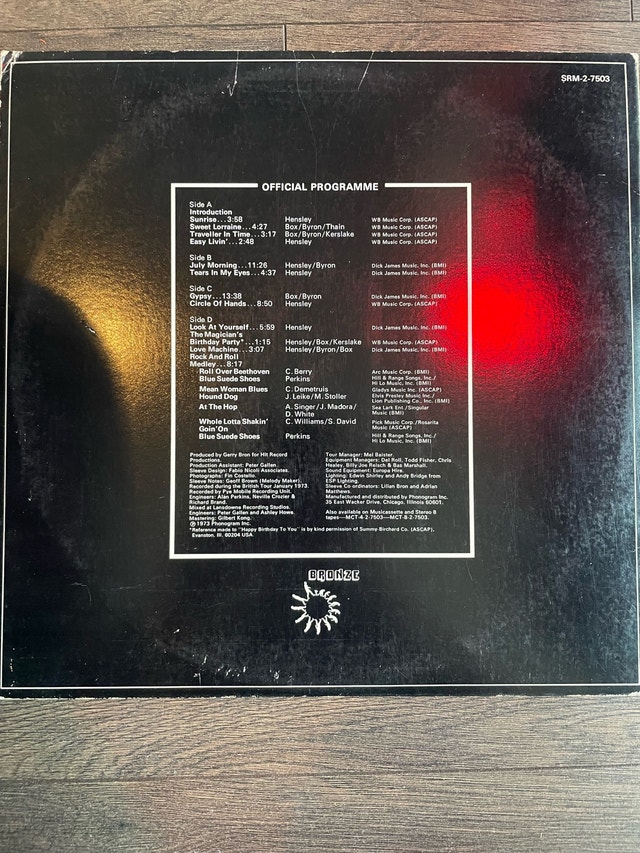 SRM-2-7503
OFFICIAL PROGRAMME
Side A
Introduction
Sunrise...3:58 Hensley WB Music Corp. (ASCAP)
Sweet Lorraine...4:27 Box/Byron/Thain WB Music Corp. (ASCAP)
Traveller In Time...3:17 Box/Byron/Kerslake WB Music Corp. (ASCAP)
Easy Livin'...2:48 Hensley WB Music Corp. (ASCAP)
Side B
July Morning...11:26 Hensley/Byron Dick James Music, Inc. (BMI)
Tears In My Eyes...4:37 Hensley Dick James Music, Inc. (BMI)
Side C
Gypsy...13:38 Box/Byron Dick James Music, Inc. (BMI)
Circle Of Hands...8:50 Hensley WB Music Corp. (ASCAP)
Side D
Look At Yourself...5:59 Hensley Dick James Music, Inc. (BMI)
The Magician's
Birthday Party*...1:15 Hensley/Box/Kerslake WB Music Corp. (ASCAP)
Love Machine...3:07 Hensley/Byron/Box Dick James Music, Inc. (BMI)
Rock And Roll
Medley...8:17
Roll Over Beethoven C. Berry Arc Music Corp. (BMI)
Blue Suede Shoes Perkins Hill & Range Songs, Inc./
Hi Lo Music, Inc. (BMI)
Mean Woman Blues C. Demetruis Gladys Music Inc. (ASCAP)
Hound Dog J. Leike/M. Stoller Elvis Presley Music Inc./
Lion Publishing Co., Inc. (BMI)
At The Hop A. Singer/J. Madora/ Sea Lark Ent./Singular
D. White Music (BMI)
Whole Lotta Shakin' C. Williams/S. David Pick Music Corp./Rosarita
Goin' On Music (ASCAP)
Blue Suede Shoes Perkins Hill & Range Songs, Inc./
Hi Lo Music, Inc. (BMI)
Produced by Gerry Bron for Hit Record
Productions.
Production Assistant: Peter Gallen
Sleeve Design: Fabio Nicoli Associates.
Photographs: Fin Costello.
Sleeve Notes: Geoff Brown (Melody Maker).
Recorded during the British Tour January 1973.
Recorded by Pye Mobile Recording Unit.
Engineers: Alan Perkins, Neville Crozier &
Richard Brand.
Mixed at Lansdowne Recording Studios.
Engineers: Peter Gallen and Ashley Howe.
Mastering: Gilbert Kong.
℗ 1973 Phonogram Inc.
Tour Manager: Mel Baister
Equipment Managers: Del Roll, Todd Fisher, Chris
Healey, Billy Joe Reisch & Bas Marshall.
Sound Equipment: Europa Hire.
Lighting: Edwin Shirley and Andy Bridge from
ESP Lighting.
Sleeve Co ordinators: Lilian Bron and Adrian
Matthews.
Manufactured and distributed by Phonogram Inc.
35 East Wacker Drive, Chicago, Illinois 60601.
Also available on Musicassette and Stereo 8
tapes—MCT-4-2-7503—MCT-8-2-7503.
*Reference made to "Happy Birthday To You" is by kind permission of Summy-Birchard Co. (ASCAP),
Evanston, Ill. 60204 USA
BRONZE